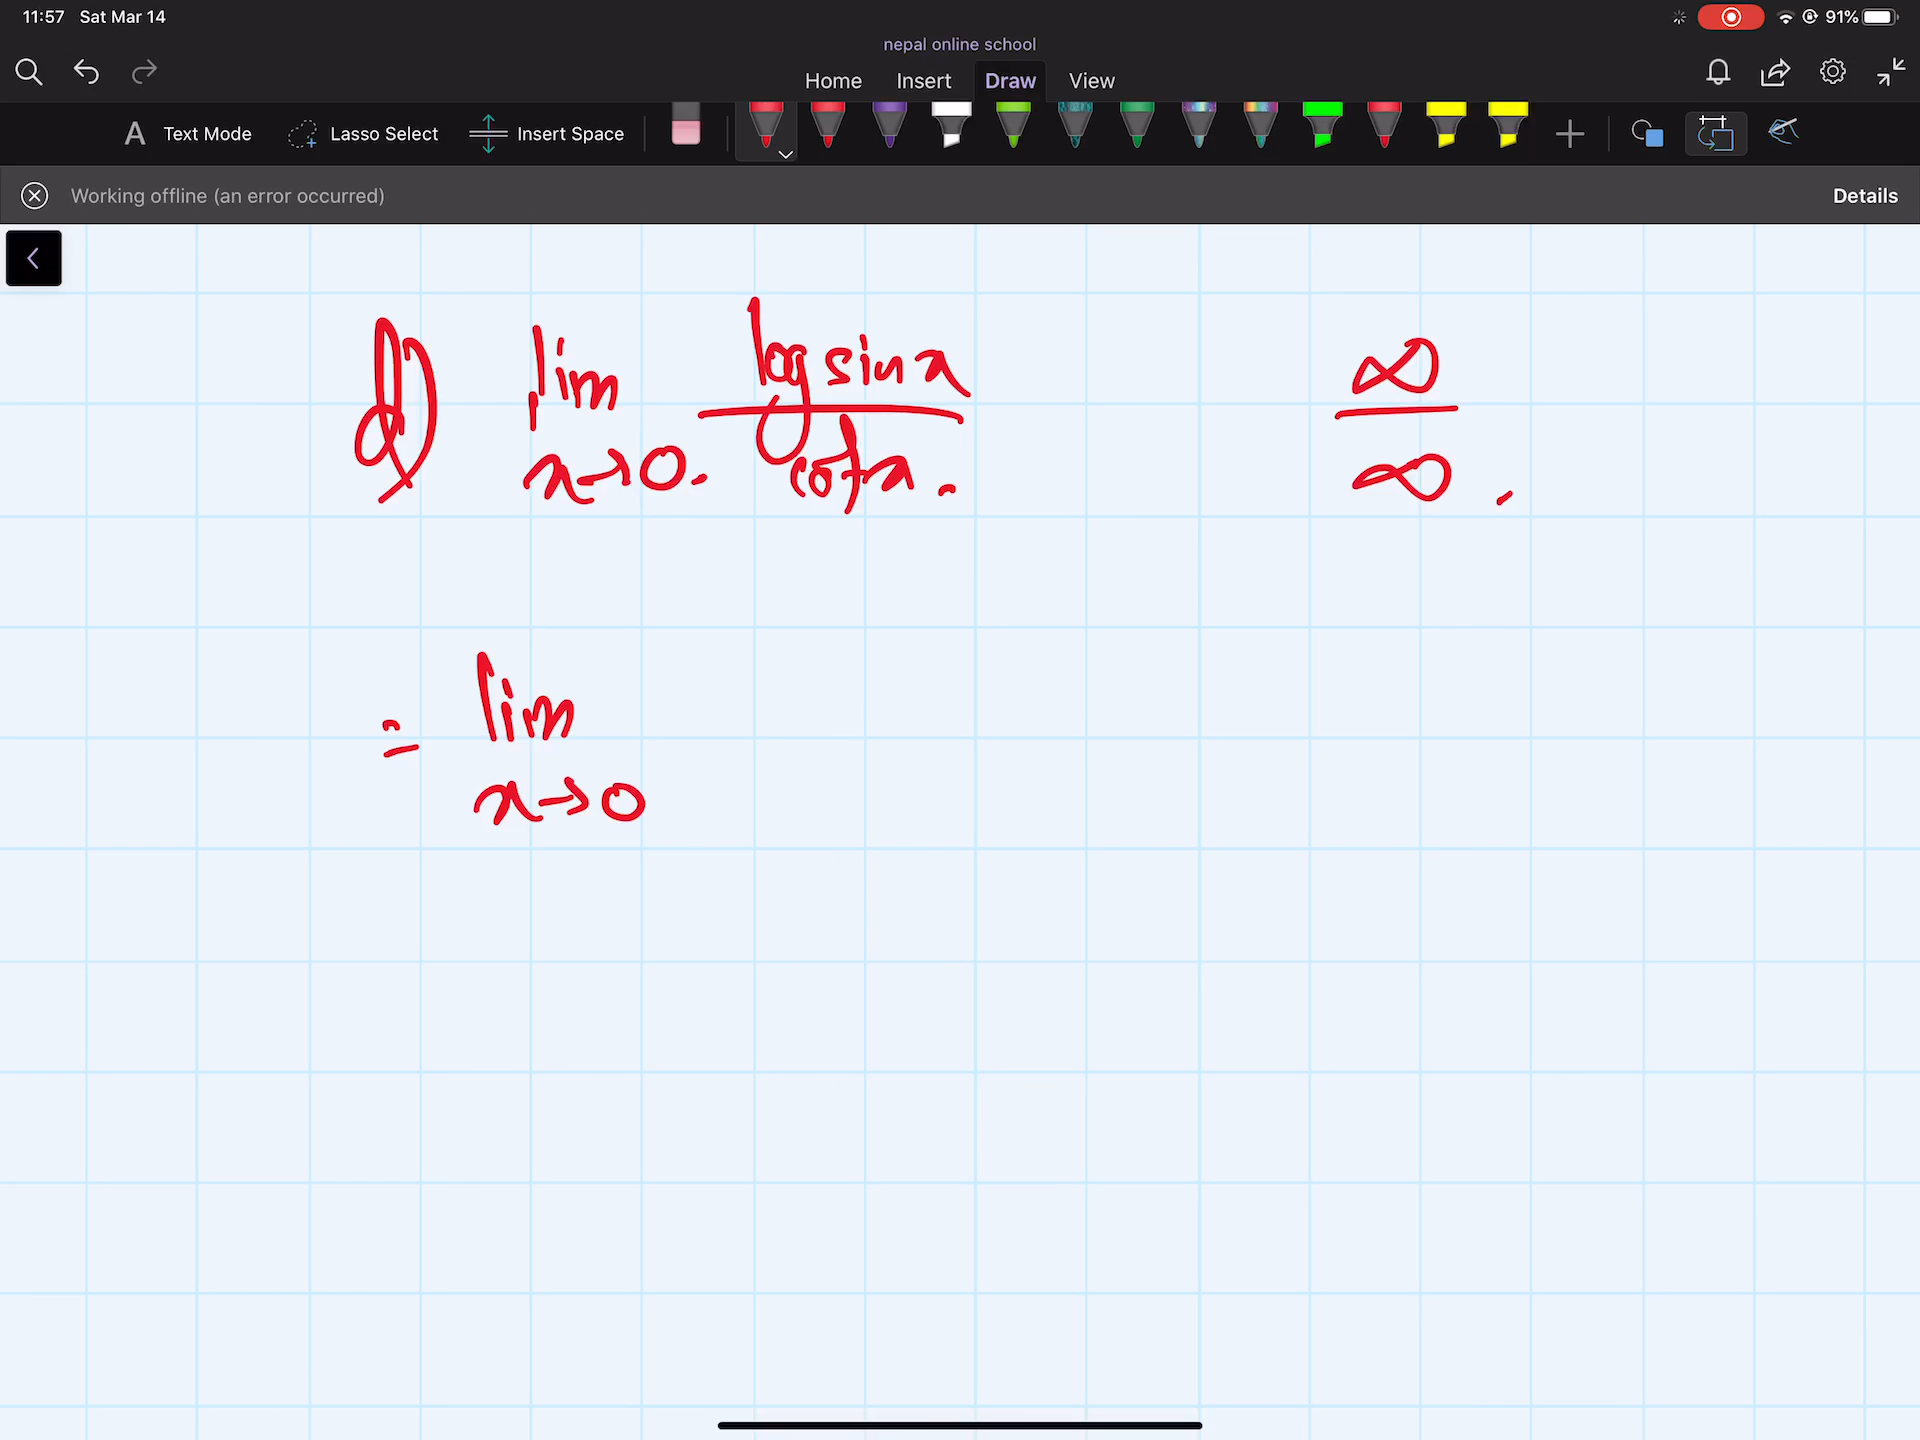 11:57 Sat Mar 14 91%
nepal online school
Home Insert Draw View
A Text Mode Lasso Select Insert Space
Working offline (an error occurred) Details
d) lim x→0. log sin x / cot x. ∞/∞.
= lim x→0